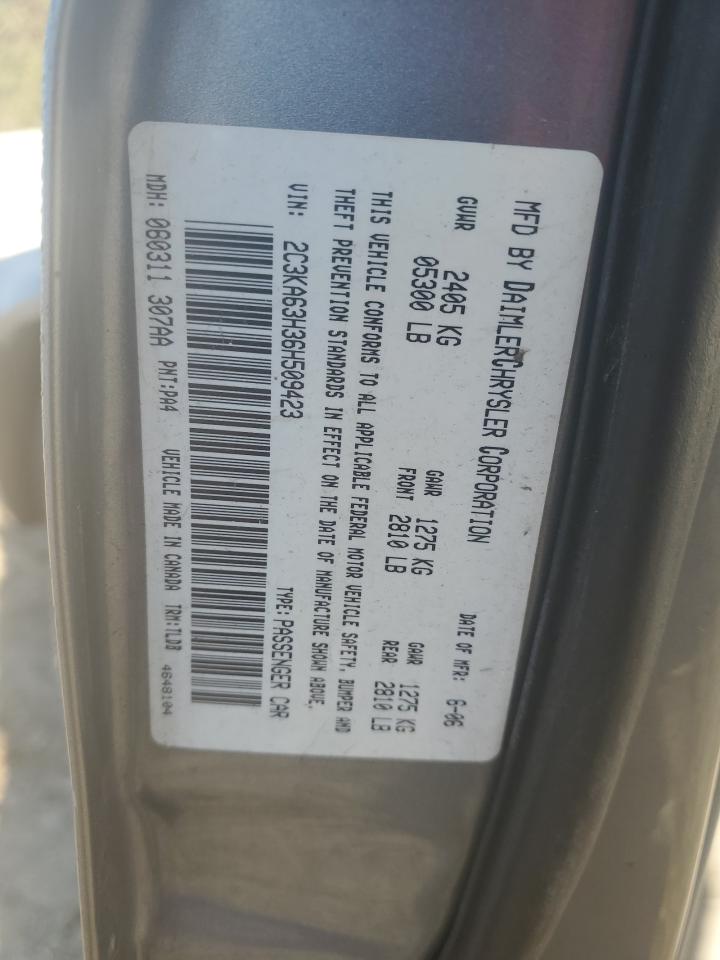 MFD BY DAIMLERCHRYSLER CORPORATION DATE OF MFR: 6-06
GVWR 2405 KG GAWR 1275 KG GAWR 1275 KG
05300 LB FRONT 2810 LB REAR 2810 LB
THIS VEHICLE CONFORMS TO ALL APPLICABLE FEDERAL MOTOR VEHICLE SAFETY, BUMPER AND
THEFT PREVENTION STANDARDS IN EFFECT ON THE DATE OF MANUFACTURE SHOWN ABOVE.
VIN: 2C3KA63H36H509423 TYPE: PASSENGER CAR
MDH: 060311 307AA PNT:PA4 VEHICLE MADE IN CANADA TRM:TLDB 4648104